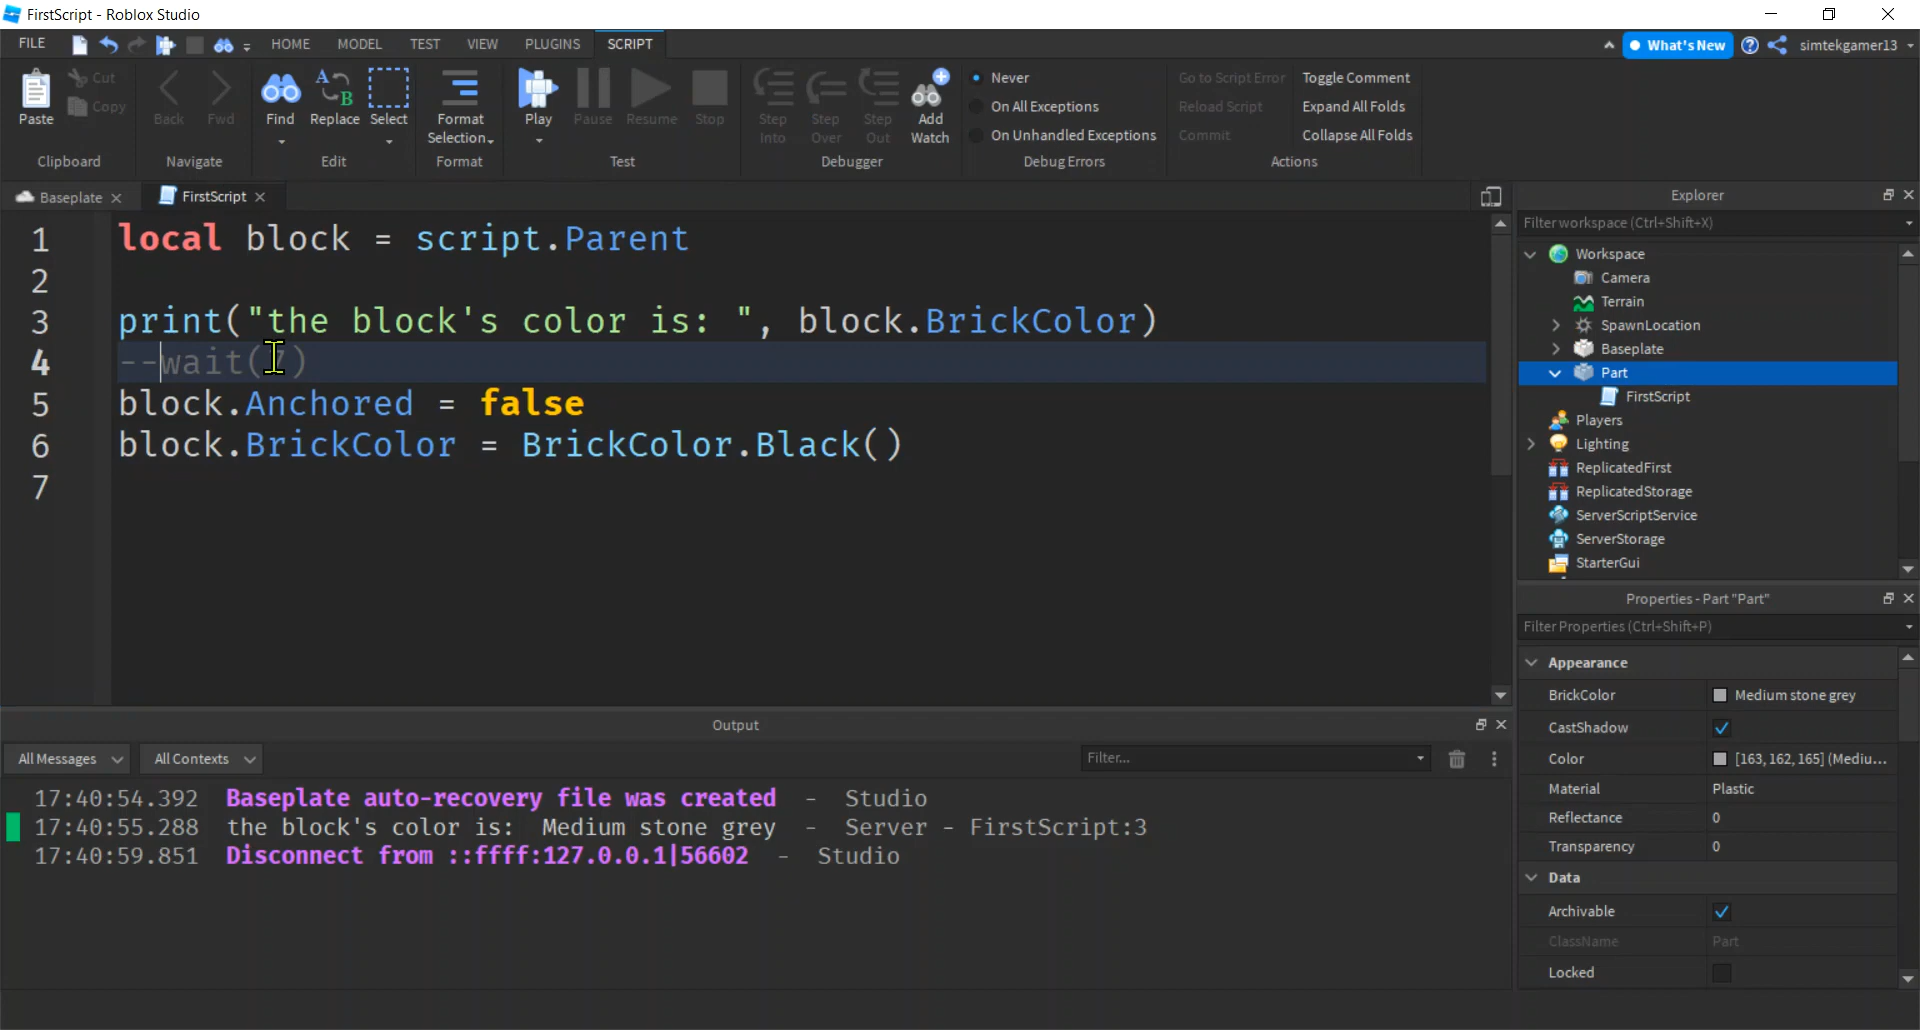 FirstScript - Roblox Studio
FILE HOME MODEL TEST VIEW PLUGINS SCRIPT What's New simtekgamer13
Paste Cut Copy Back Fwd Find Replace Select Format Selection Play Pause Resume Stop Step Into Step Over Step Out Add Watch
Never
On All Exceptions
On Unhandled Exceptions
Go to Script Error Toggle Comment
Reload Script Expand All Folds
Commit Collapse All Folds
Clipboard Navigate Edit Format Test Debugger Debug Errors Actions
Baseplate FirstScript
1 local block = script.Parent
2
3 print("the block's color is: ", block.BrickColor)
4 --wait(7)
5 block.Anchored = false
6 block.BrickColor = BrickColor.Black()
7
Explorer
Filter workspace (Ctrl+Shift+X)
Workspace
Camera
Terrain
SpawnLocation
Baseplate
Part
FirstScript
Players
Lighting
ReplicatedFirst
ReplicatedStorage
ServerScriptService
ServerStorage
StarterGui
Properties - Part "Part"
Filter Properties (Ctrl+Shift+P)
Appearance
BrickColor Medium stone grey
CastShadow
Color [163, 162, 165] (Mediu...
Material Plastic
Reflectance 0
Transparency 0
Data
Archivable
ClassName Part
Locked
Output
All Messages All Contexts Filter...
17:40:54.392 Baseplate auto-recovery file was created - Studio
17:40:55.288 the block's color is: Medium stone grey - Server - FirstScript:3
17:40:59.851 Disconnect from ::ffff:127.0.0.1|56602 - Studio